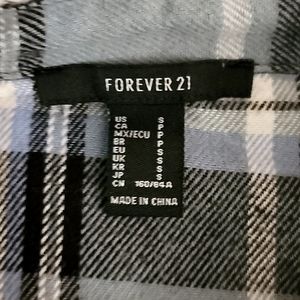 FOREVER 21
US S
CA P
MX/ECU P
BR P
EU S
UK S
KR S
JP S
CN 160/84A
MADE IN CHINA